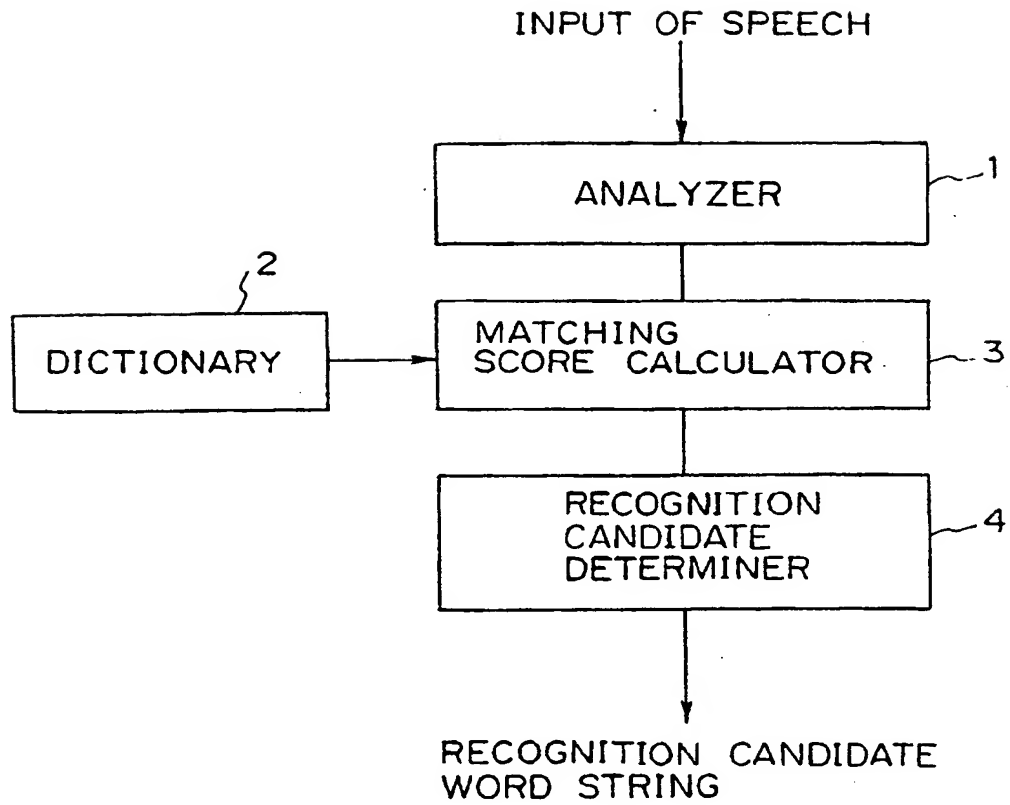 INPUT OF SPEECH
ANALYZER
1
2
DICTIONARY
MATCHING
SCORE CALCULATOR
3
RECOGNITION
CANDIDATE
DETERMINER
4
RECOGNITION CANDIDATE
WORD STRING